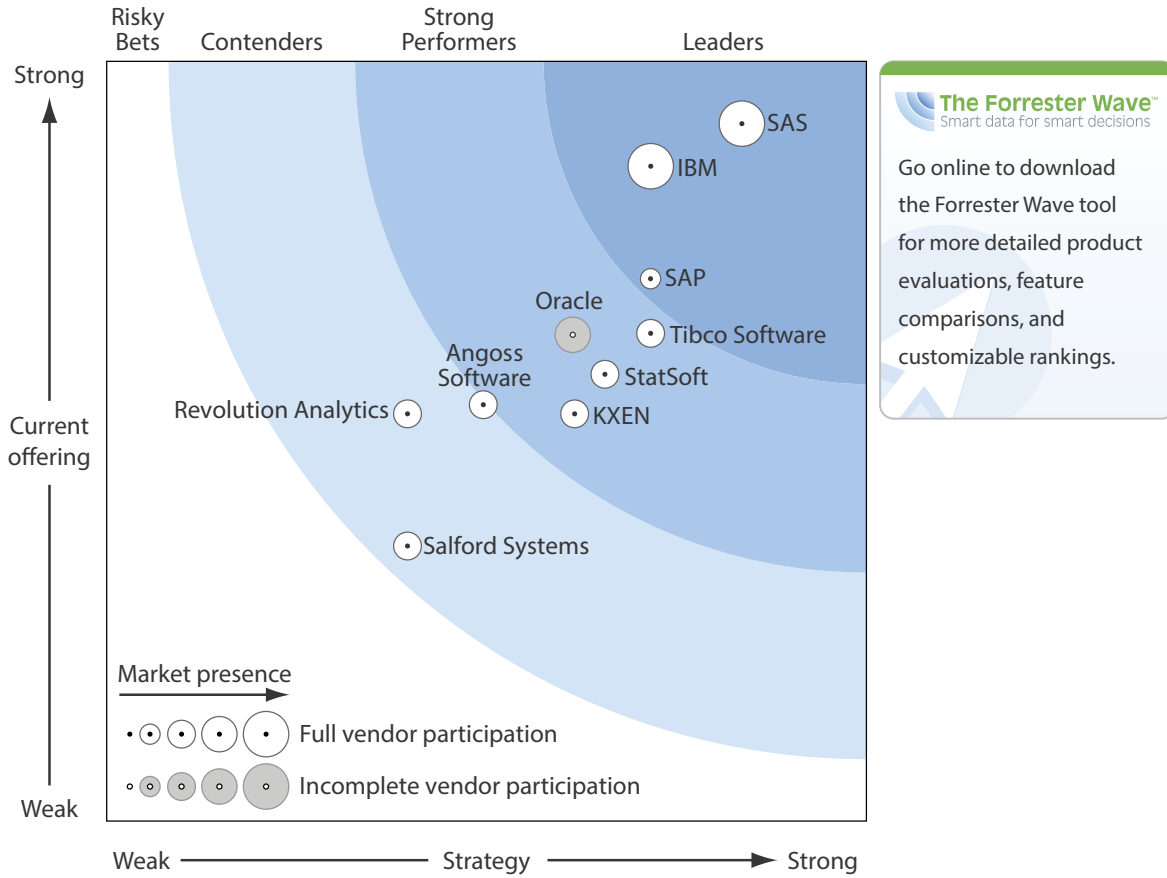 Risky
Bets
Contenders
Strong
Performers
Leaders
Strong
Current
offering
Weak
SAS
IBM
SAP
Oracle
Tibco Software
Angoss
Software
StatSoft
Revolution Analytics
KXEN
Salford Systems
Market presence
Full vendor participation
Incomplete vendor participation
Weak
Strategy
Strong
The Forrester Wave™
Smart data for smart decisions
Go online to download
the Forrester Wave tool
for more detailed product
evaluations, feature
comparisons, and
customizable rankings.